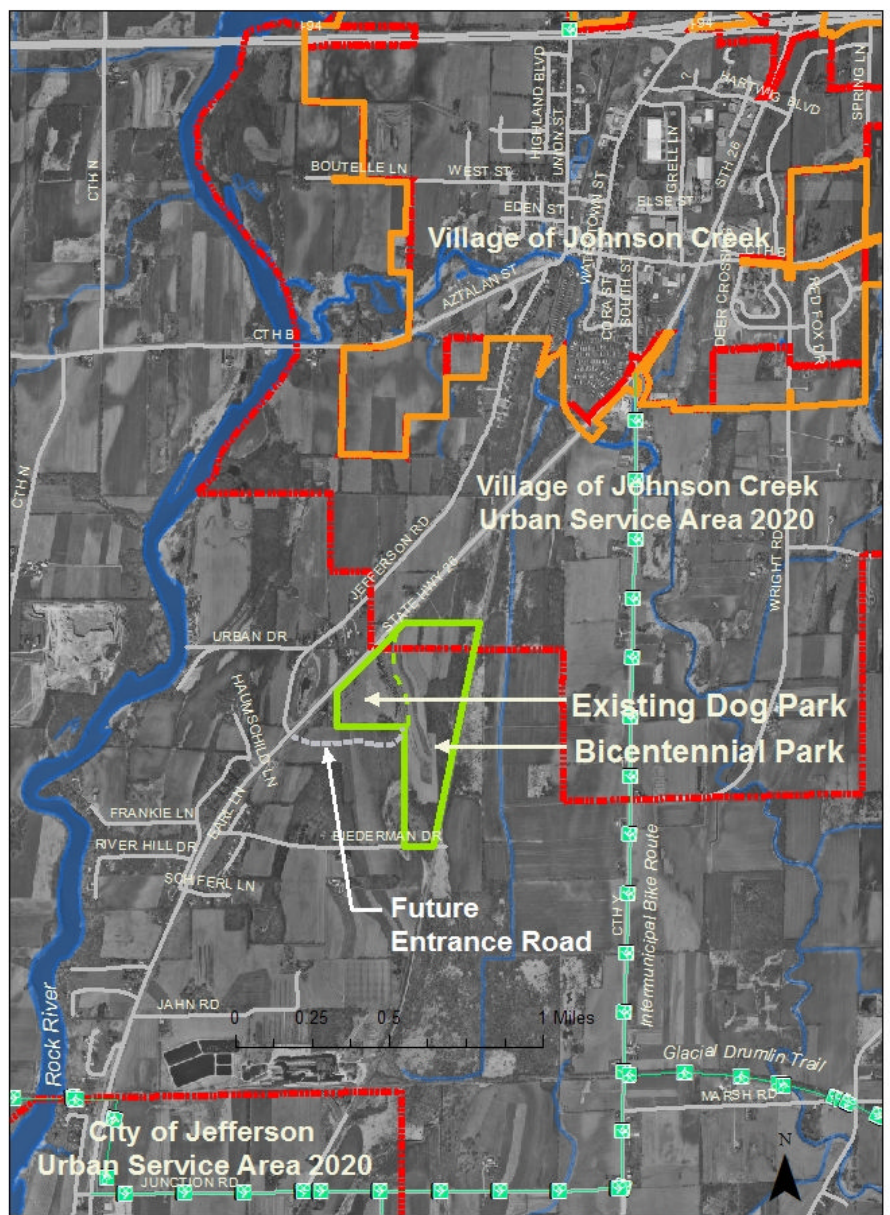 I-94
I-94
HIGHLAND BLVD
UNION ST
HARTWIG BLVD
SPRING LN
CTH N
BOUTELLE LN
WEST ST
GRELL LN
STH 26
EDEN ST
WATERTOWN ST
ELSE ST
Village of Johnson Creek
CTH B
AZTALAN ST
CORA ST
SOUTH ST
DEER CROSSING
RED FOX DR
CTH B
CTH N
Village of Johnson Creek
Urban Service Area 2020
JEFFERSON RD
STATE HWY 26
WRIGHT RD
URBAN DR
HAUMSCHILD LN
Existing Dog Park
Bicentennial Park
FRANKIE LN
EARL LN
RIVER HILL DR
BIEDERMAN DR
SCHIFERL LN
Future
Entrance Road
CTH Y
Intermunicipal Bike Route
Rock River
JAHN RD
0 0.25 0.5 1 Miles
Glacial Drumlin Trail
MARSH RD
City of Jefferson
Urban Service Area 2020
JUNCTION RD
N